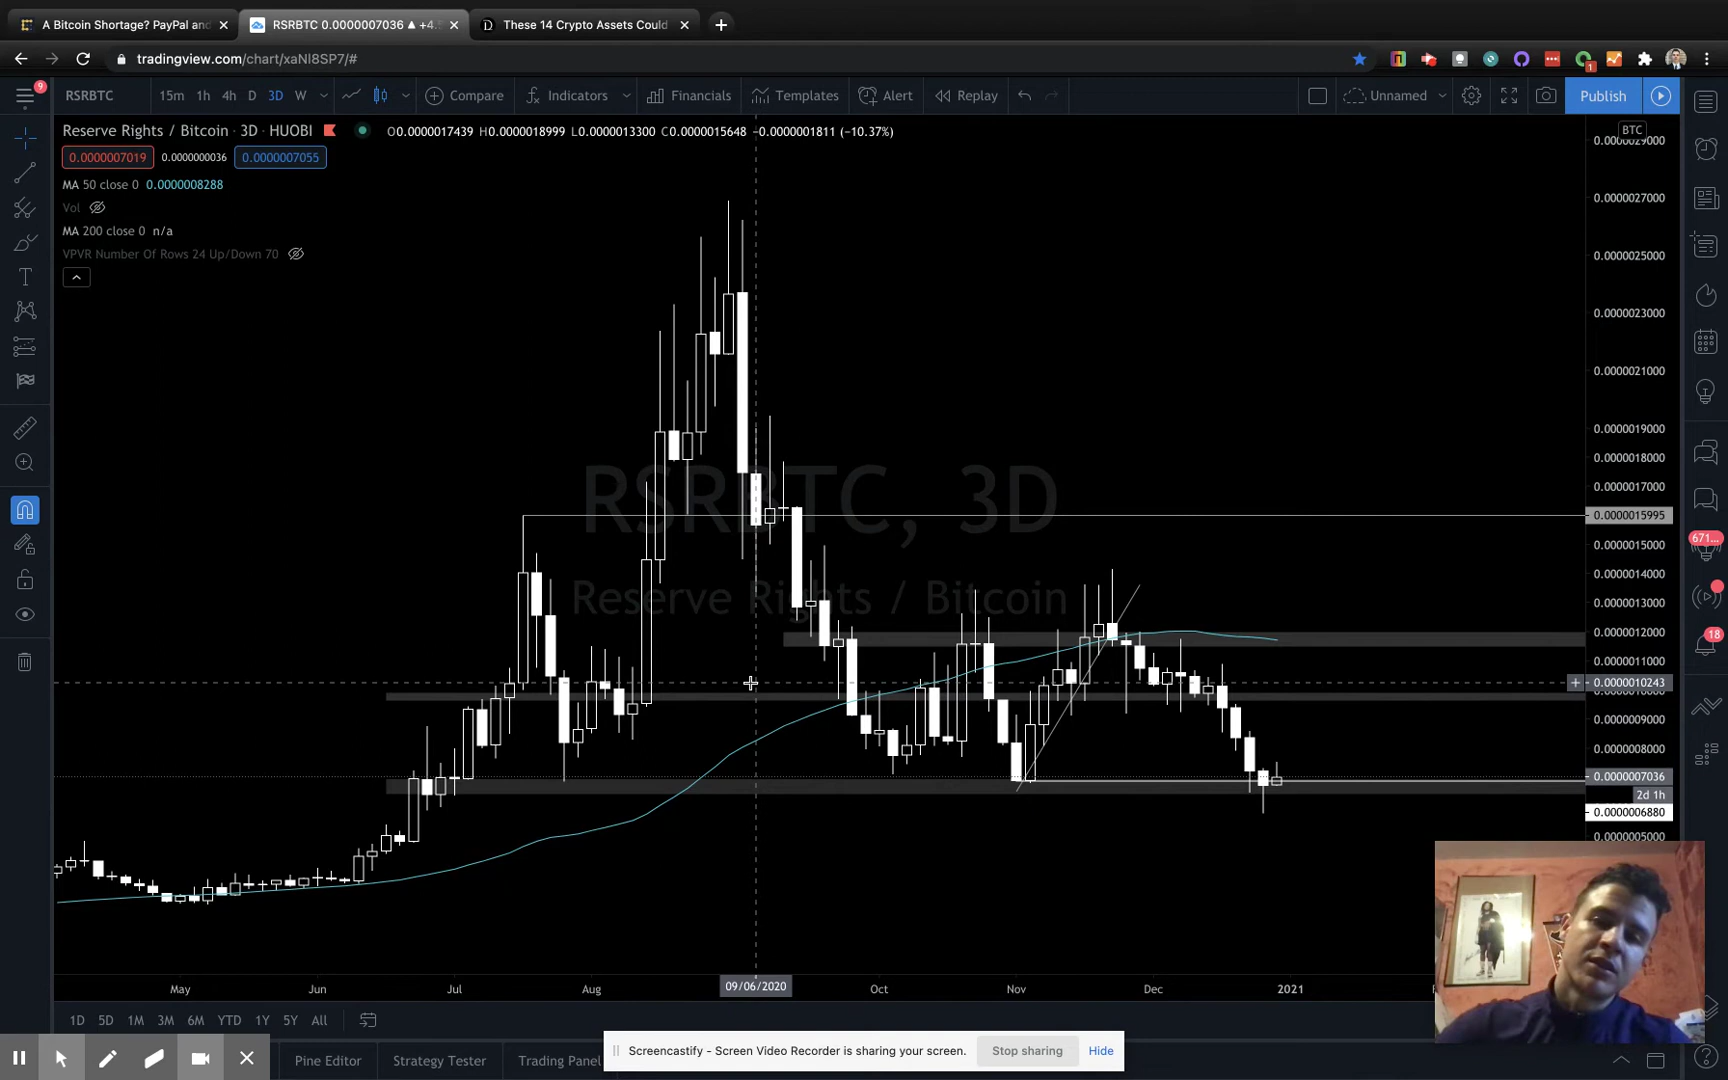 A Bitcoin Shortage? PayPal and
RSRBTC 0.0000007036 ▲ +4.
These 14 Crypto Assets Could
tradingview.com/chart/xaNl8SP7/#
1
9
RSRBTC 15m 1h 4h D 3D W Compare Indicators Financials Templates Alert Replay Unnamed Publish
Reserve Rights / Bitcoin · 3D · HUOBI O0.0000017439 H0.0000018999 L0.0000013300 C0.0000015648 −0.0000001811 (−10.37%)
BTC
0.0000007019 0.0000000036 0.0000007055
MA 50 close 0 0.0000008288
Vol
MA 200 close 0 n/a
VPVR Number Of Rows 24 Up/Down 70
0.0000029000
0.0000027000
0.0000025000
0.0000023000
0.0000021000
0.0000019000
0.0000018000
0.0000017000
0.0000015995
0.0000015000
0.0000014000
0.0000013000
0.0000012000
0.0000011000
0.0000010243
0.0000009000
0.0000008000
0.0000007036
2d 1h
0.0000006880
0.0000005000
RSRBTC, 3D
Reserve Rights / Bitcoin
671...
18
May Jun Jul Aug 09/06/2020 Oct Nov Dec 2021
1D 5D 1M 3M 6M YTD 1Y 5Y All
Pine Editor Strategy Tester Trading Panel
Screencastify - Screen Video Recorder is sharing your screen. Stop sharing Hide